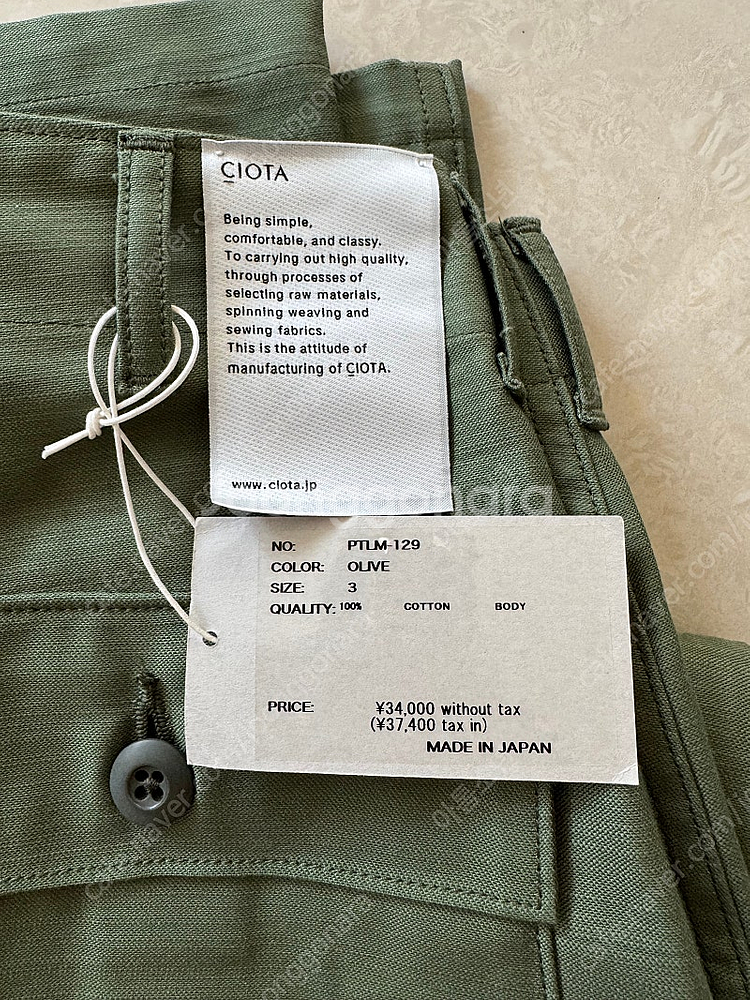 CIOTA
Being simple,
comfortable, and classy.
To carrying out high quality,
through processes of
selecting raw materials,
spinning weaving and
sewing fabrics.
This is the attitude of
manufacturing of CIOTA.
www.ciota.jp
NO: PTLM-129
COLOR: OLIVE
SIZE: 3
QUALITY: 100% COTTON BODY
PRICE: ¥34,000 without tax
(¥37,400 tax in)
MADE IN JAPAN